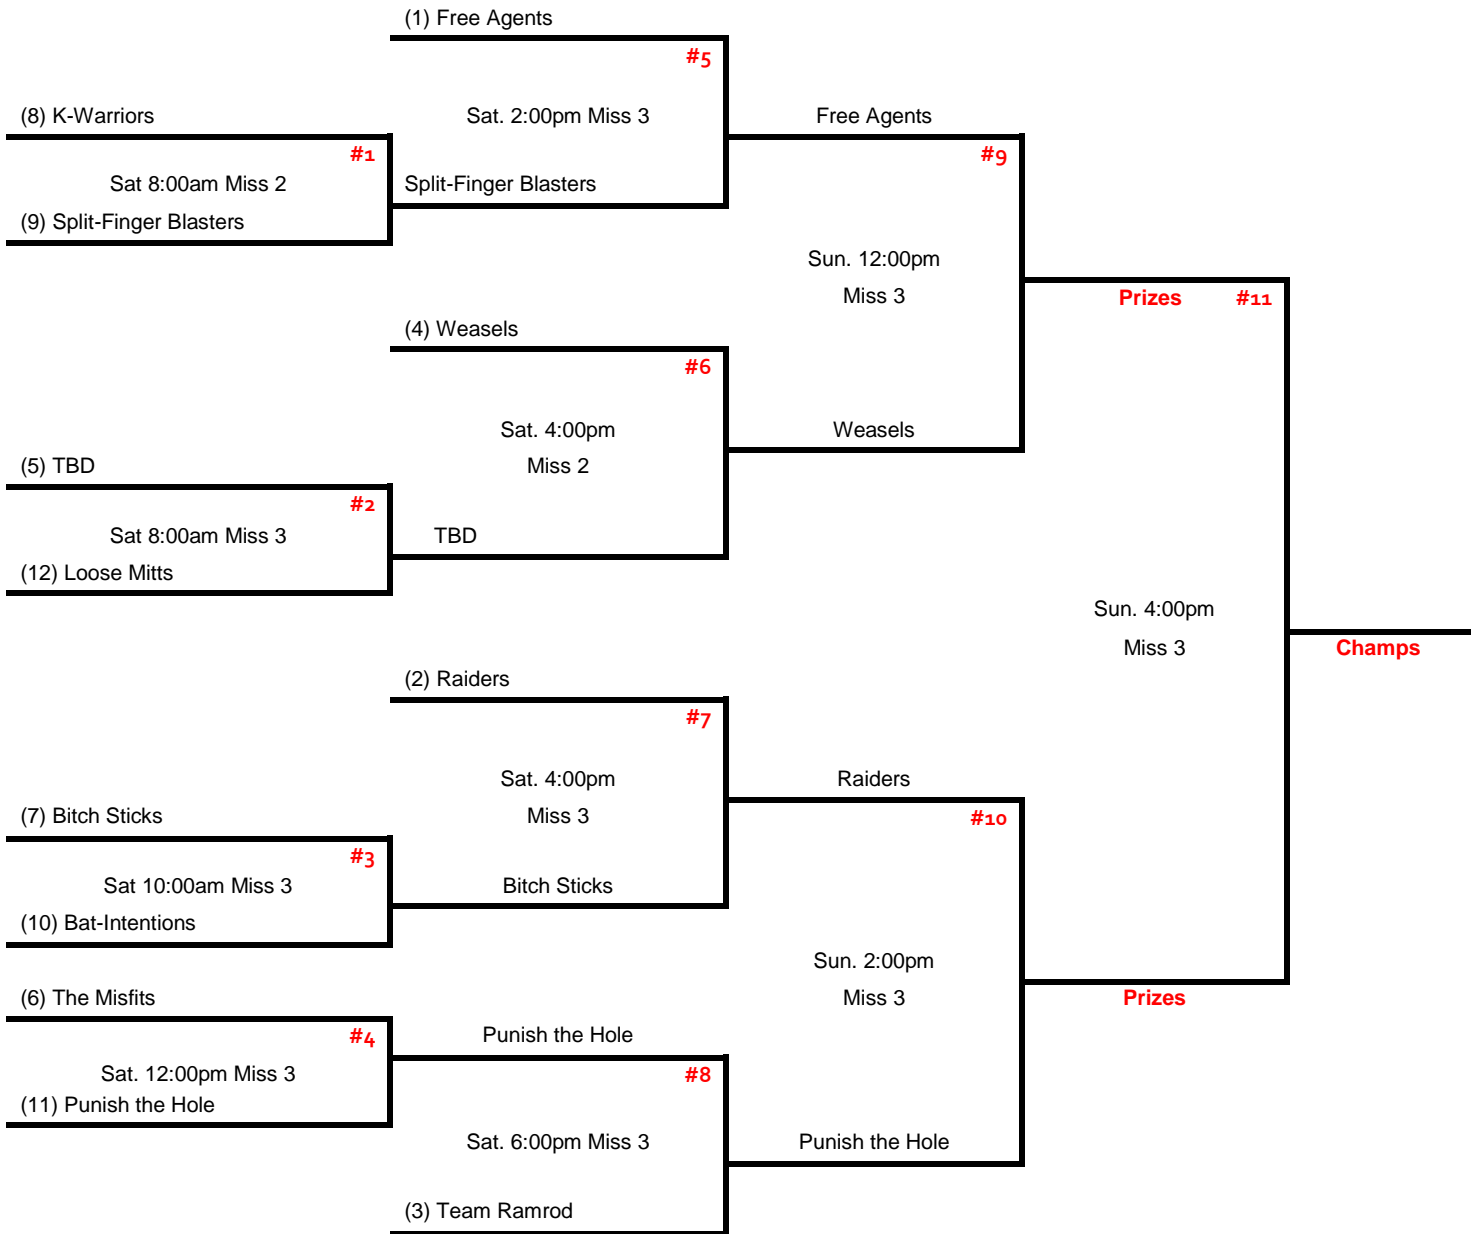 (1) Free Agents
#5
(8) K-Warriors
Sat. 2:00pm Miss 3
Free Agents
#1
#9
Sat 8:00am Miss 2
Split-Finger Blasters
(9) Split-Finger Blasters
Sun. 12:00pm
Miss 3
Prizes
#11
(4) Weasels
#6
Sat. 4:00pm
Weasels
(5) TBD
Miss 2
#2
Sat 8:00am Miss 3
TBD
(12) Loose Mitts
Sun. 4:00pm
Miss 3
Champs
(2) Raiders
#7
Sat. 4:00pm
Raiders
(7) Bitch Sticks
Miss 3
#10
#3
Sat 10:00am Miss 3
Bitch Sticks
(10) Bat-Intentions
Sun. 2:00pm
(6) The Misfits
Miss 3
Prizes
#4
Punish the Hole
Sat. 12:00pm Miss 3
#8
(11) Punish the Hole
Sat. 6:00pm Miss 3
Punish the Hole
(3) Team Ramrod